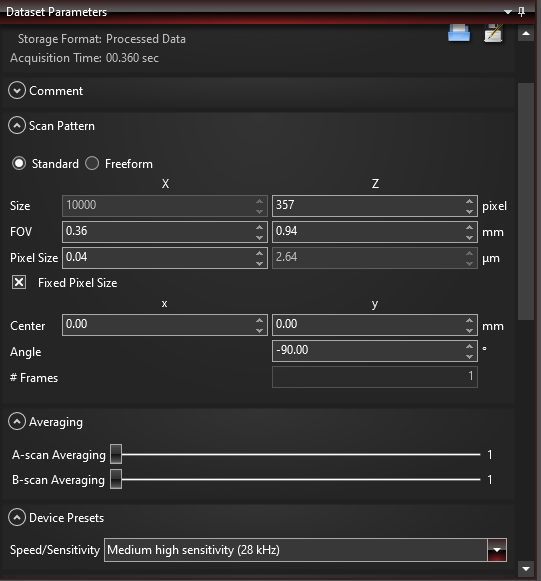 Dataset Parameters
Storage Format: Processed Data
Acquisition Time: 00.360 sec
Comment
Scan Pattern
Standard Freeform
X Z
Size 10000 357 pixel
FOV 0.36 0.94 mm
Pixel Size 0.04 2.64 µm
Fixed Pixel Size
x y
Center 0.00 0.00 mm
Angle -90.00 °
# Frames 1
Averaging
A-scan Averaging 1
B-scan Averaging 1
Device Presets
Speed/Sensitivity Medium high sensitivity (28 kHz)